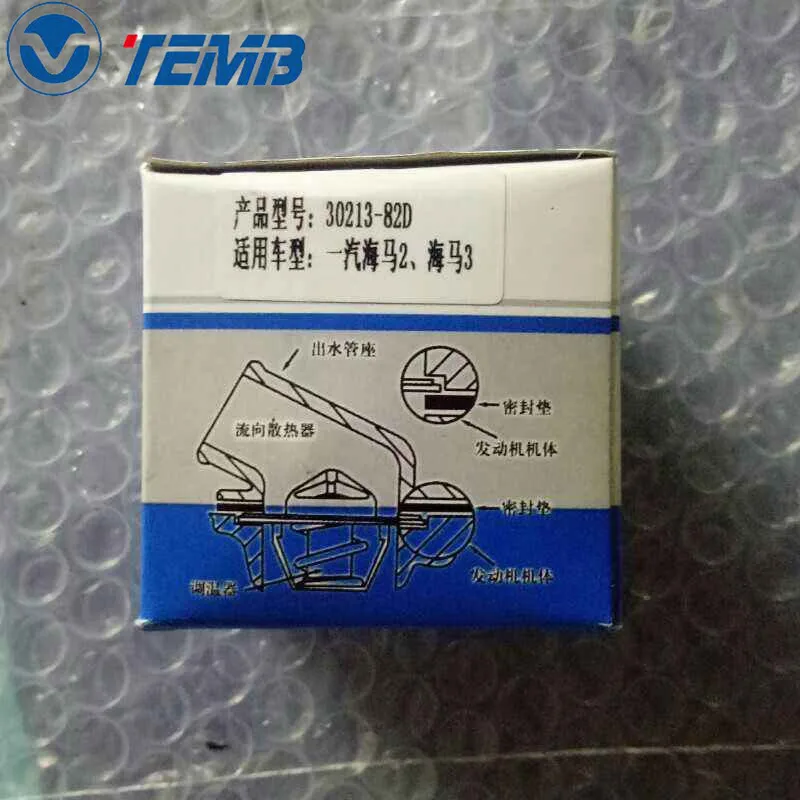 TEMB
产品型号: 30213-82D
适用车型: 一汽海马2、海马3
出水管座
流向散热器
密封垫
发动机机体
密封垫
调温器
发动机机体